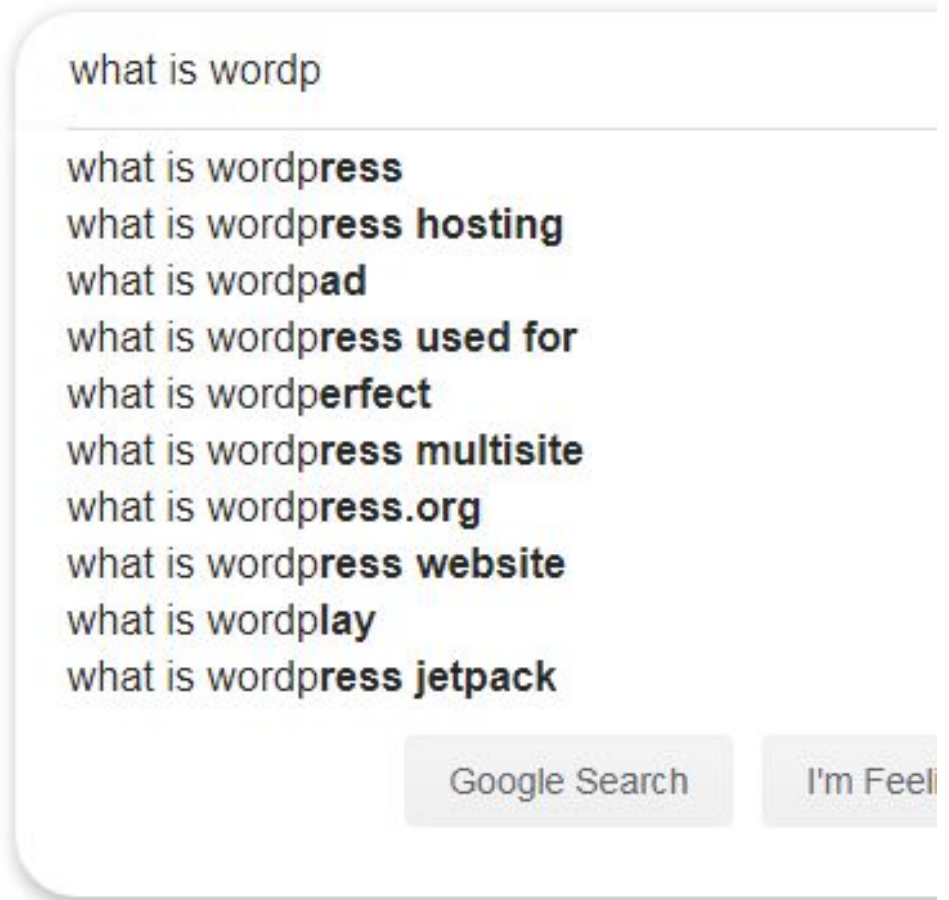 what is wordp
what is wordpress
what is wordpress hosting
what is wordpad
what is wordpress used for
what is wordperfect
what is wordpress multisite
what is wordpress.org
what is wordpress website
what is wordplay
what is wordpress jetpack
Google Search I'm Feeli